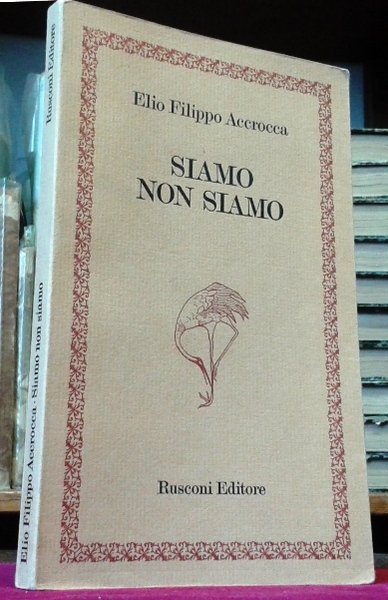 Elio Filippo Accrocca
SIAMO
NON SIAMO
Rusconi Editore
Elio Filippo Accrocca - Siamo non siamo
Rusconi Editore